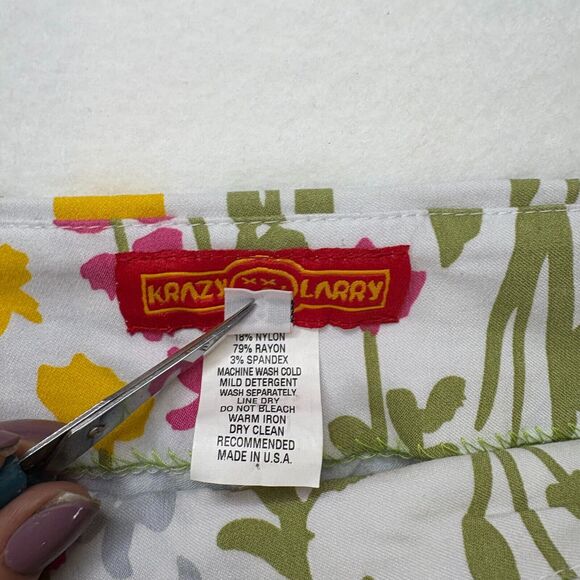 KRAZY LARRY
18% NYLON
79% RAYON
3% SPANDEX
MACHINE WASH COLD
MILD DETERGENT
WASH SEPARATELY
LINE DRY
DO NOT BLEACH
WARM IRON
DRY CLEAN
RECOMMENDED
MADE IN U.S.A.